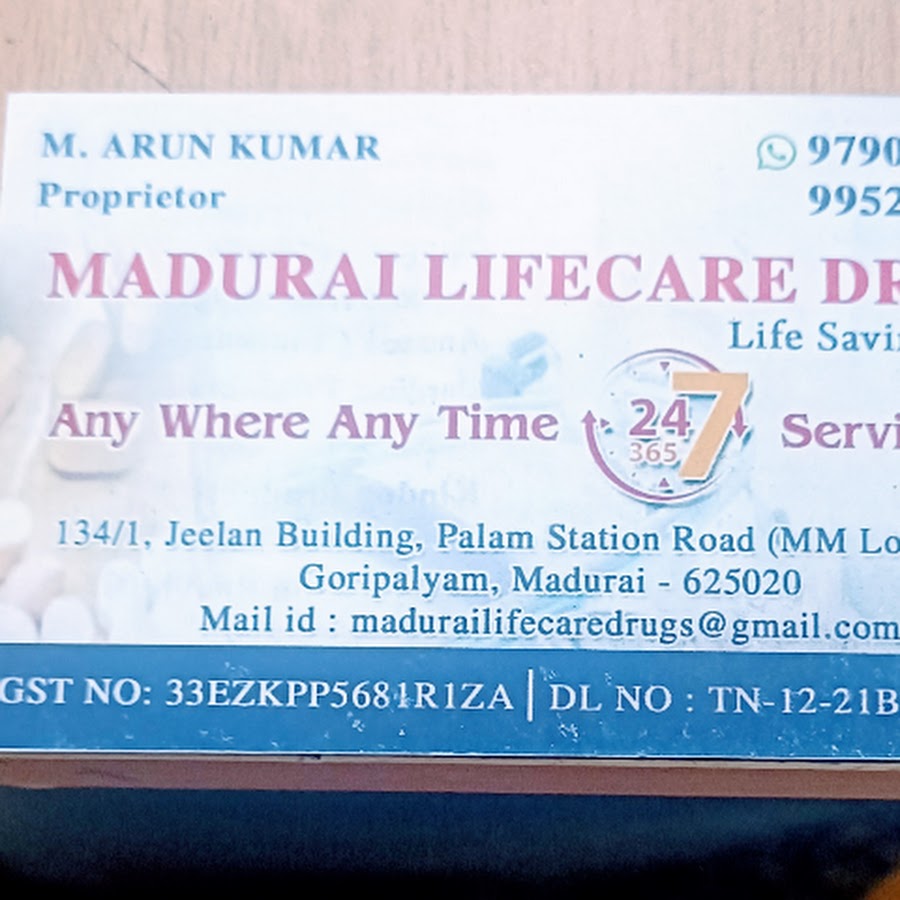 M. ARUN KUMAR
9790
Proprietor
9952
MADURAI LIFECARE DR
Life Savi
Any Where Any Time
24
7
365
Servi
134/1, Jeelan Building, Palam Station Road (MM Lo
Goripalyam, Madurai - 625020
Mail id : madurailifecaredrugs@gmail.com
GST NO: 33EZKPP5681R1ZA | DL NO : TN-12-21B